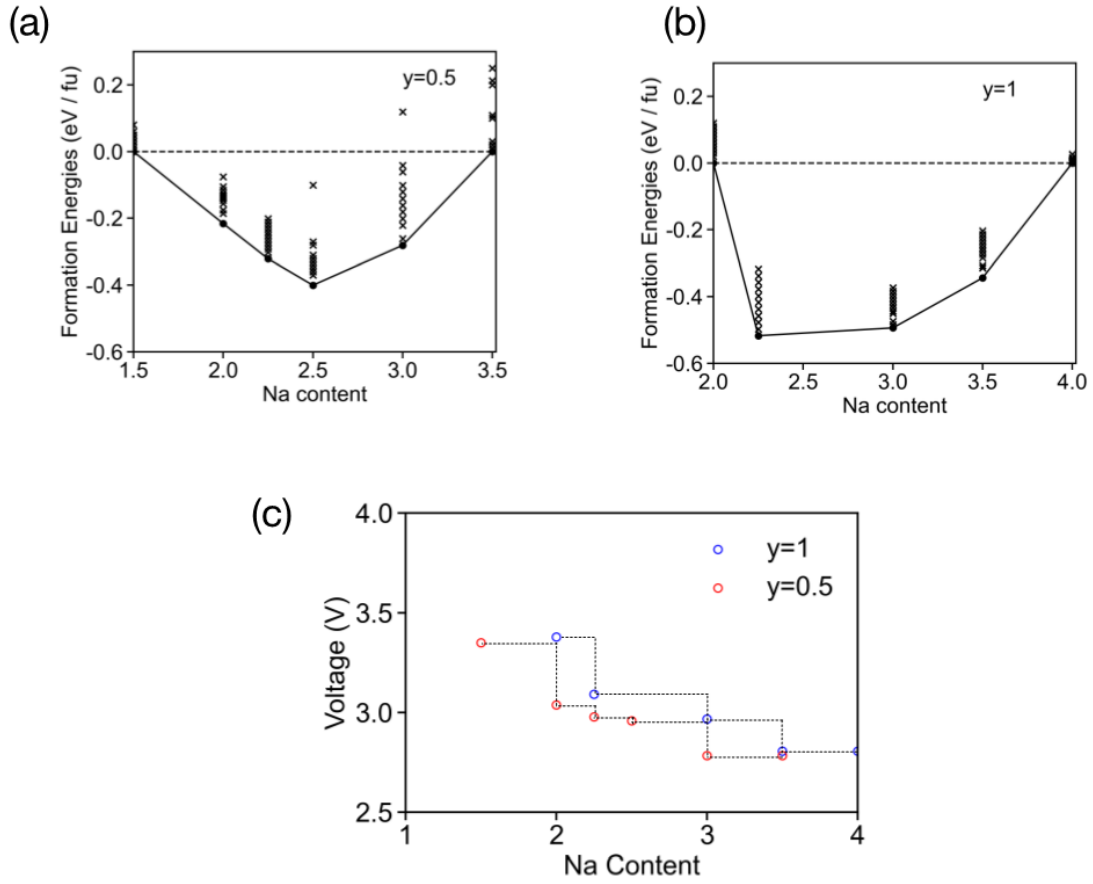 (a)
Formation Energies (eV / fu)
0.2
0.0
-0.2
-0.4
-0.6
y=0.5
1.5 2.0 2.5 3.0 3.5
Na content
(b)
Formation Energies (eV / fu)
0.2
0.0
-0.2
-0.4
-0.6
y=1
2.0 2.5 3.0 3.5 4.0
Na content
(c)
Voltage (V)
4.0
3.5
3.0
2.5
y=1
y=0.5
1 2 3 4
Na Content